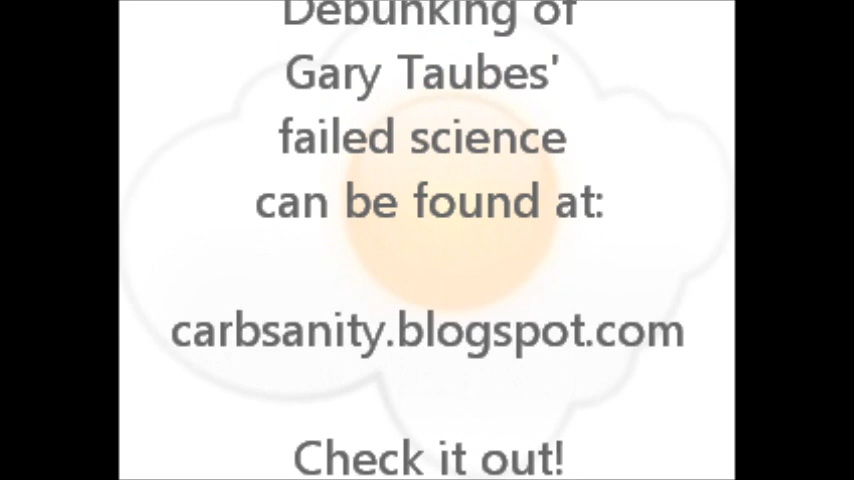 Debunking of
Gary Taubes'
failed science
can be found at:
carbsanity.blogspot.com
Check it out!